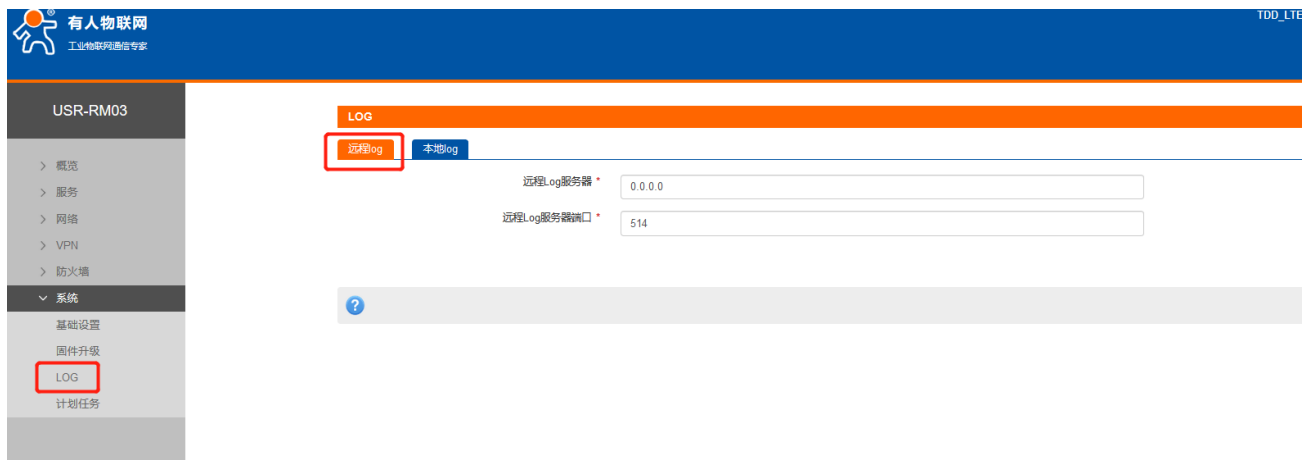 有人物联网
®
工业物联网通信专家
TDD_LTE
USR-RM03
> 概览
> 服务
> 网络
> VPN
> 防火墙
系统
基础设置
固件升级
LOG
计划任务
LOG
远程log 本地log
远程Log服务器 * 0.0.0.0
远程Log服务器端口 * 514
?